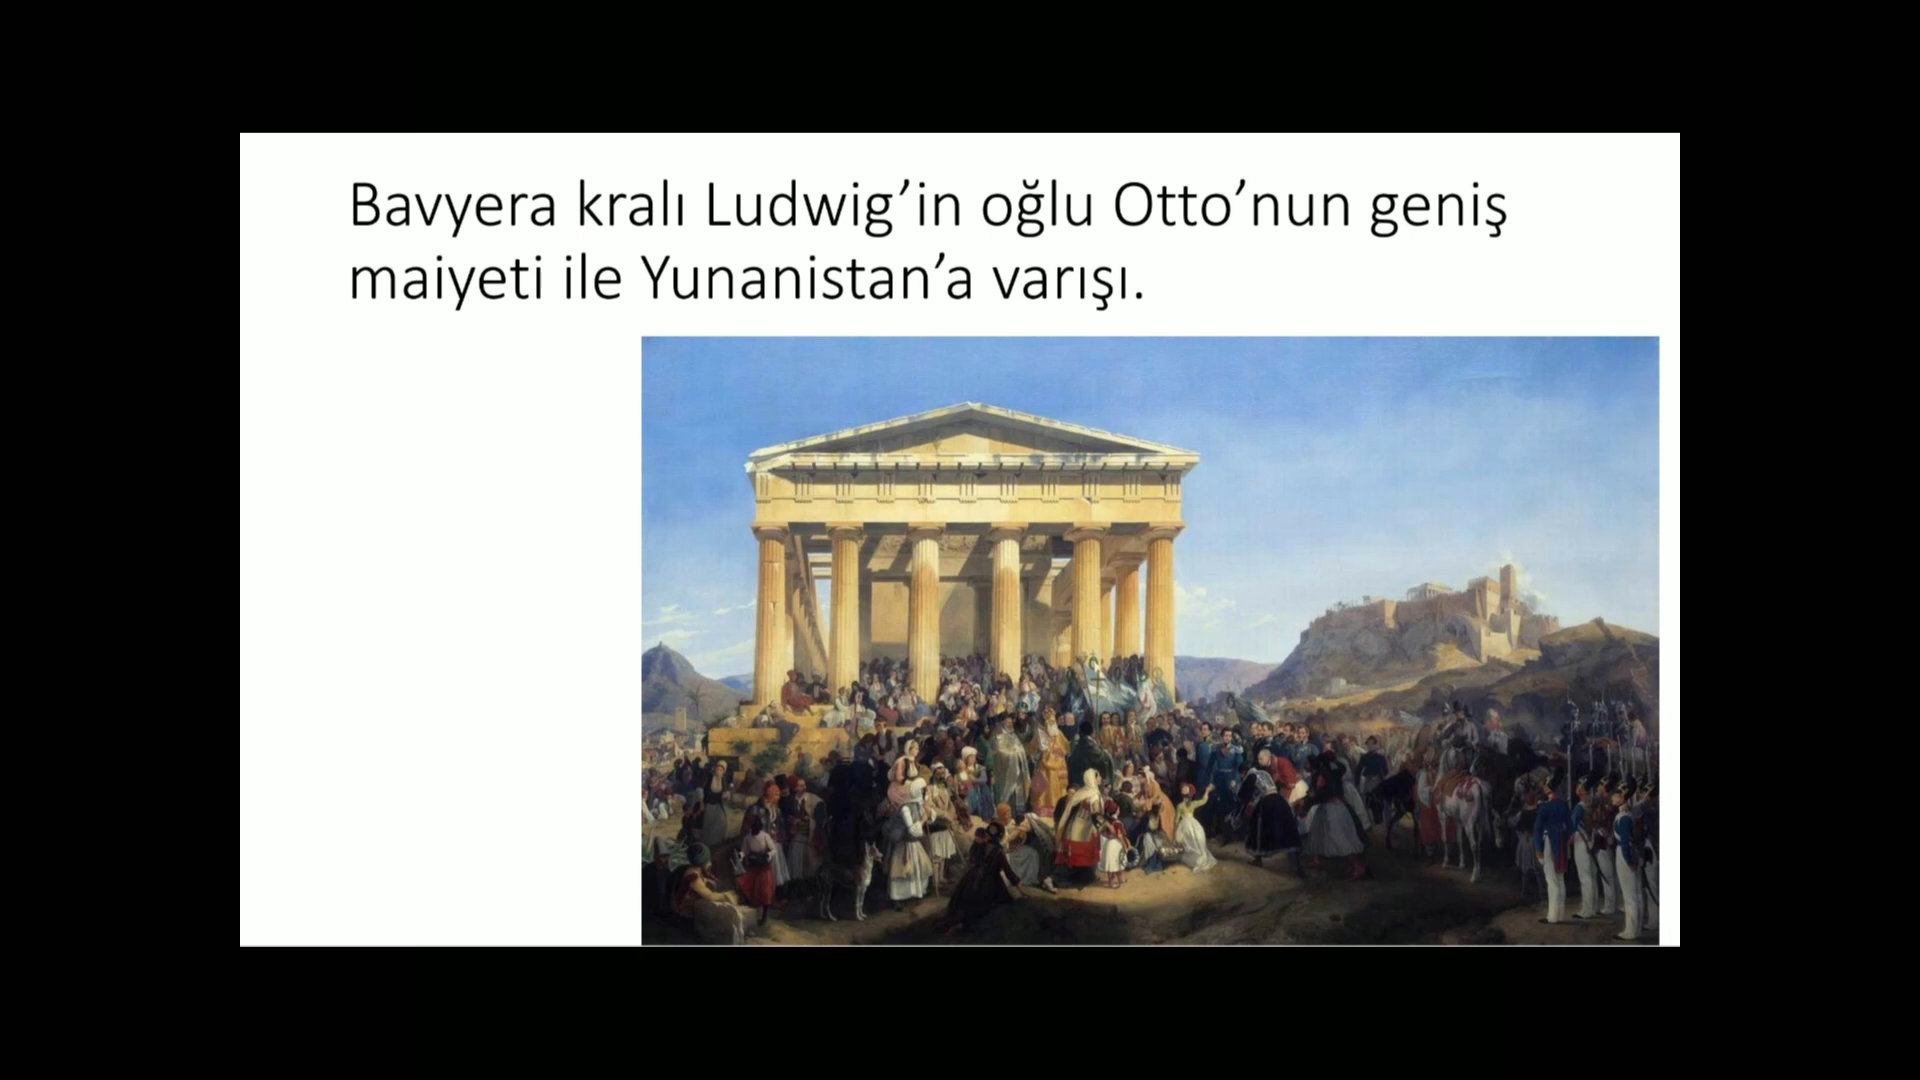 Bavyera kralı Ludwig’in oğlu Otto’nun geniş
maiyeti ile Yunanistan’a varışı.